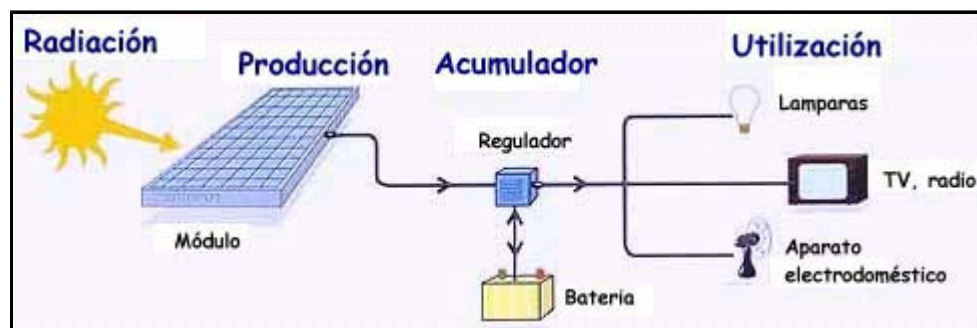 Radiación
Producción
Acumulador
Utilización
Lamparas
Regulador
TV, radio
Módulo
Aparato
electrodoméstico
Bateria